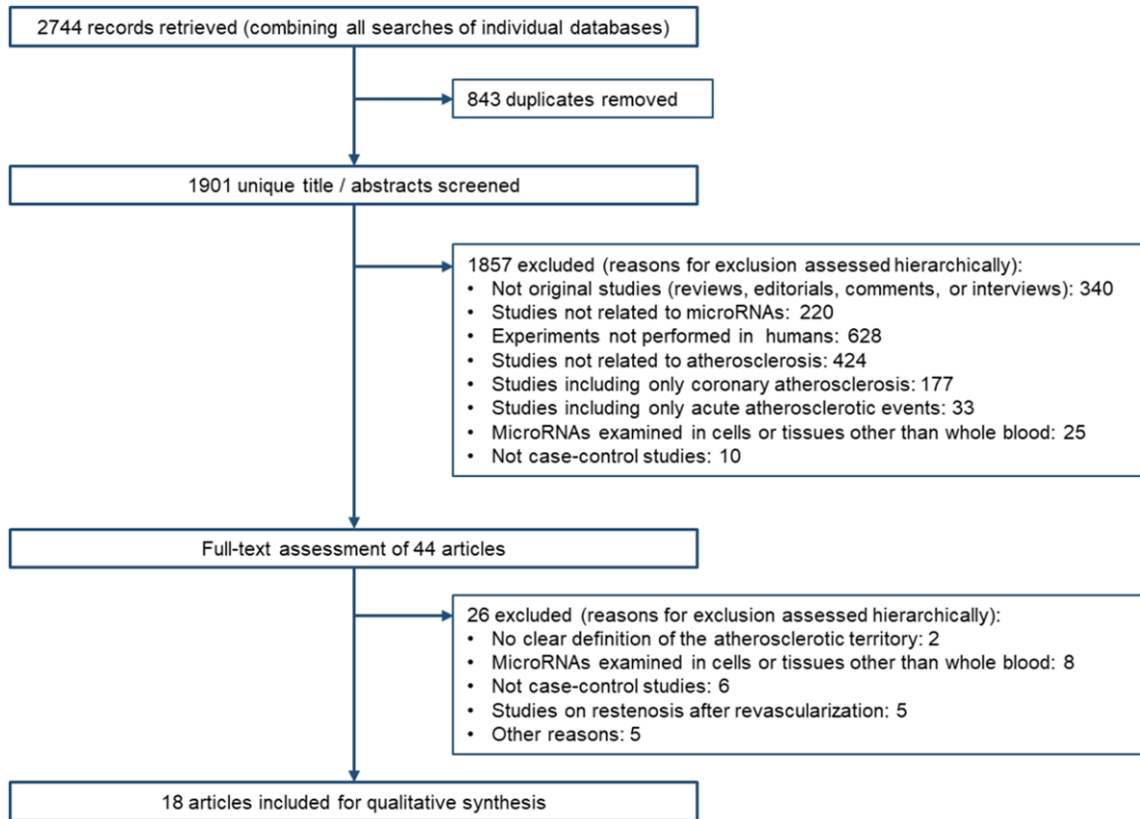 2744 records retrieved (combining all searches of individual databases)
843 duplicates removed
1901 unique title / abstracts screened
1857 excluded (reasons for exclusion assessed hierarchically):
• Not original studies (reviews, editorials, comments, or interviews): 340
• Studies not related to microRNAs: 220
• Experiments not performed in humans: 628
• Studies not related to atherosclerosis: 424
• Studies including only coronary atherosclerosis: 177
• Studies including only acute atherosclerotic events: 33
• MicroRNAs examined in cells or tissues other than whole blood: 25
• Not case-control studies: 10
Full-text assessment of 44 articles
26 excluded (reasons for exclusion assessed hierarchically):
• No clear definition of the atherosclerotic territory: 2
• MicroRNAs examined in cells or tissues other than whole blood: 8
• Not case-control studies: 6
• Studies on restenosis after revascularization: 5
• Other reasons: 5
18 articles included for qualitative synthesis